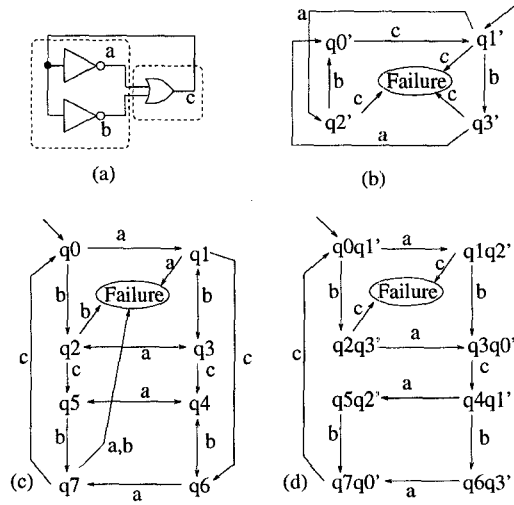 a
b
c
(a)
a
q0'
c
q1'
c
b
Failure
b
c
c
q2'
q3'
a
(b)
q0
a
q1
a
b
Failure
b
b
c
c
q2
a
q3
c
c
q5
a
q4
b
a,b
b
(c)
q7
a
q6
q0q1'
a
q1q2'
c
b
Failure
b
c
c
q2q3'
a
q3q0'
c
q5q2'
a
q4q1'
b
b
(d)
q7q0'
a
q6q3'